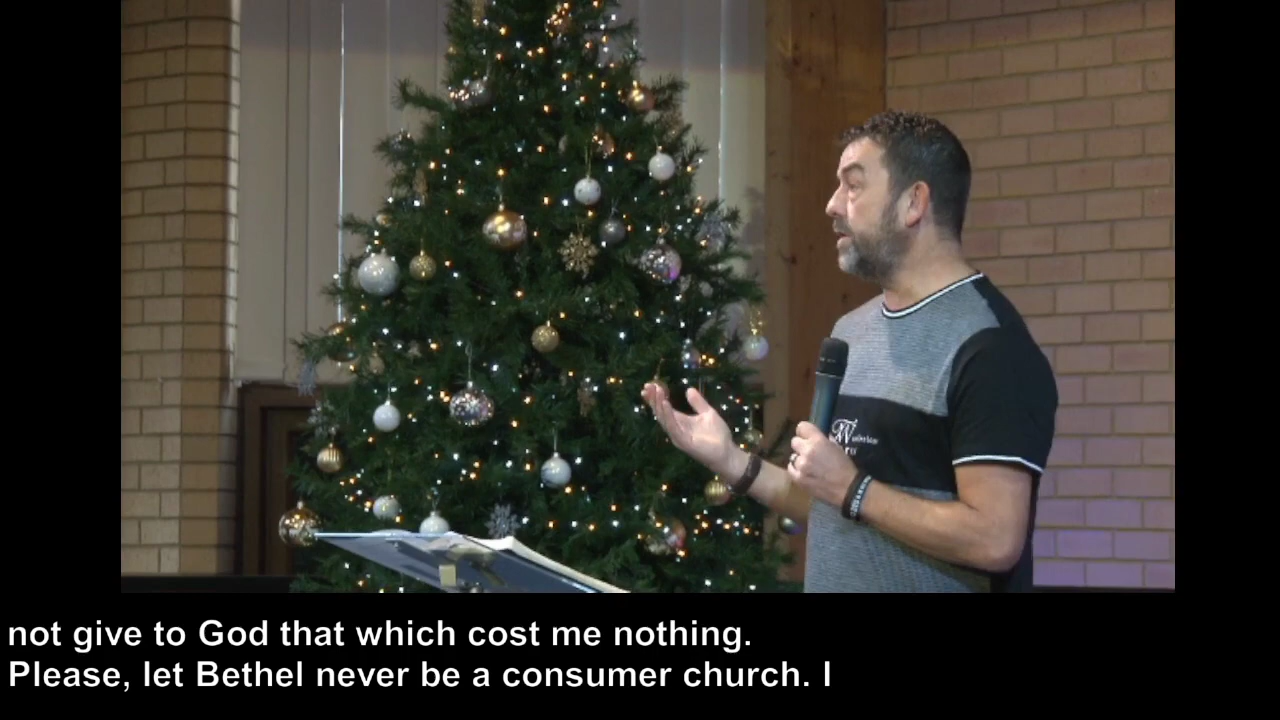 not give to God that which cost me nothing.
Please, let Bethel never be a consumer church. I